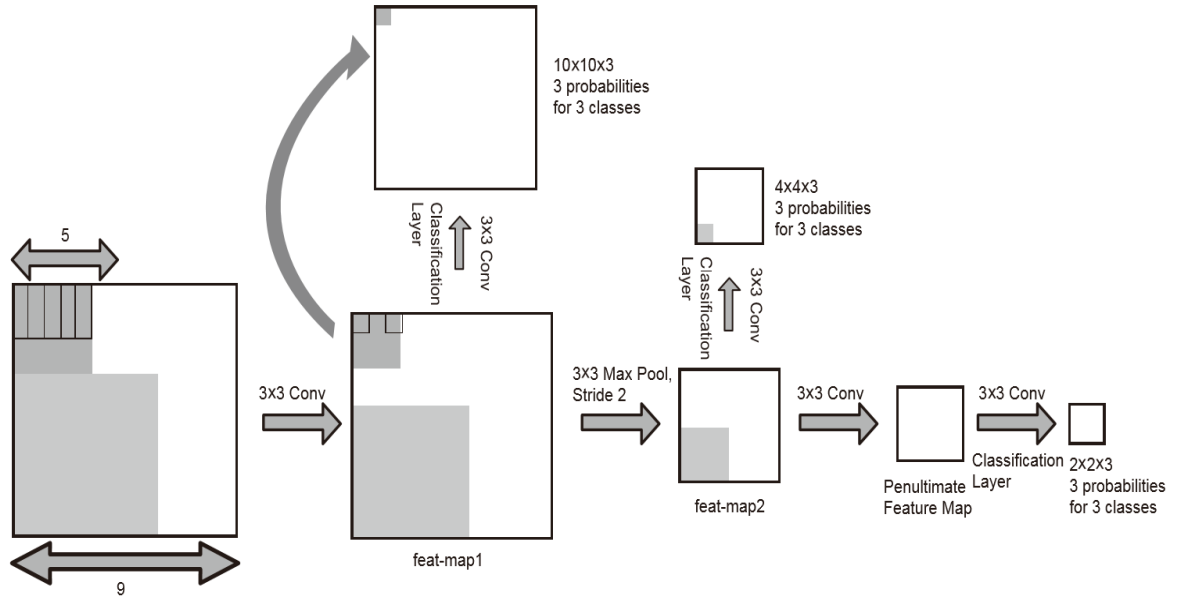 10x10x3
3 probabilities
for 3 classes
Classification
Layer
3x3 Conv
4x4x3
3 probabilities
for 3 classes
Classification
Layer
3x3 Conv
5
3x3 Conv
3x3 Max Pool,
Stride 2
3x3 Conv
3x3 Conv
Classification
Layer
2x2x3
3 probabilities
for 3 classes
Penultimate
Feature Map
feat-map2
feat-map1
9